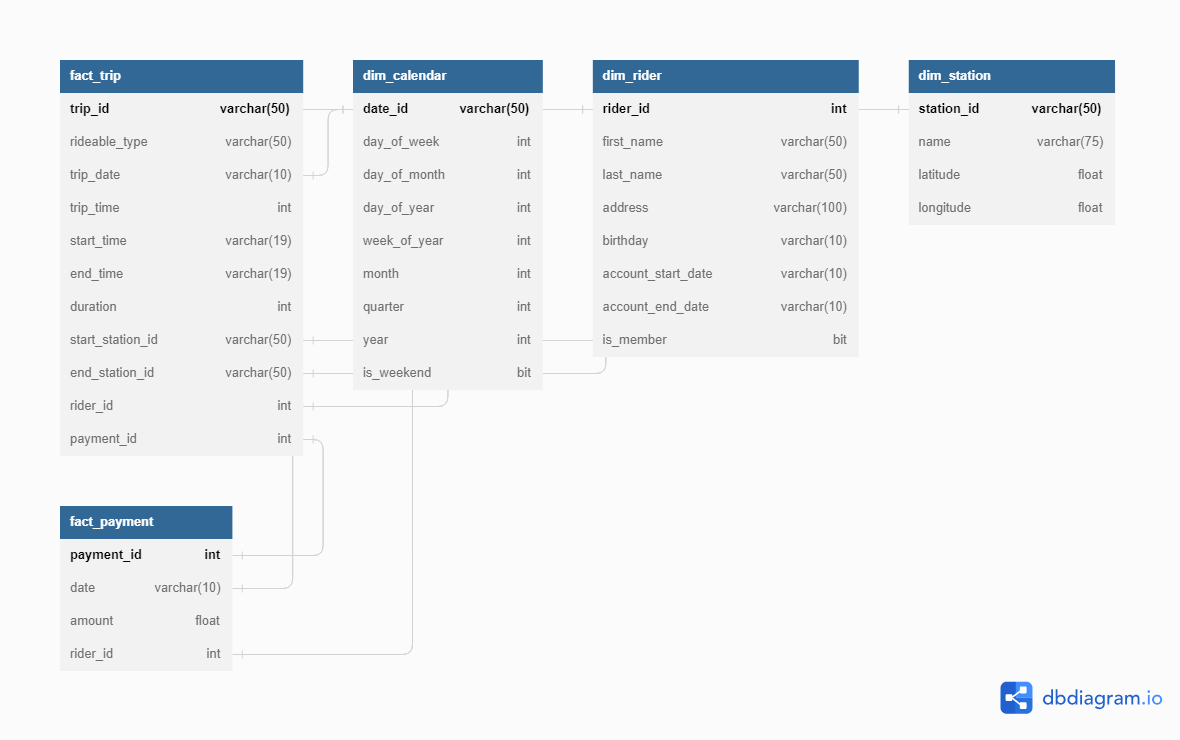 fact_trip
trip_id varchar(50)
rideable_type varchar(50)
trip_date varchar(10)
trip_time int
start_time varchar(19)
end_time varchar(19)
duration int
start_station_id varchar(50)
end_station_id varchar(50)
rider_id int
payment_id int
dim_calendar
date_id varchar(50)
day_of_week int
day_of_month int
day_of_year int
week_of_year int
month int
quarter int
year int
is_weekend bit
dim_rider
rider_id int
first_name varchar(50)
last_name varchar(50)
address varchar(100)
birthday varchar(10)
account_start_date varchar(10)
account_end_date varchar(10)
is_member bit
dim_station
station_id varchar(50)
name varchar(75)
latitude float
longitude float
fact_payment
payment_id int
date varchar(10)
amount float
rider_id int
dbdiagram.io